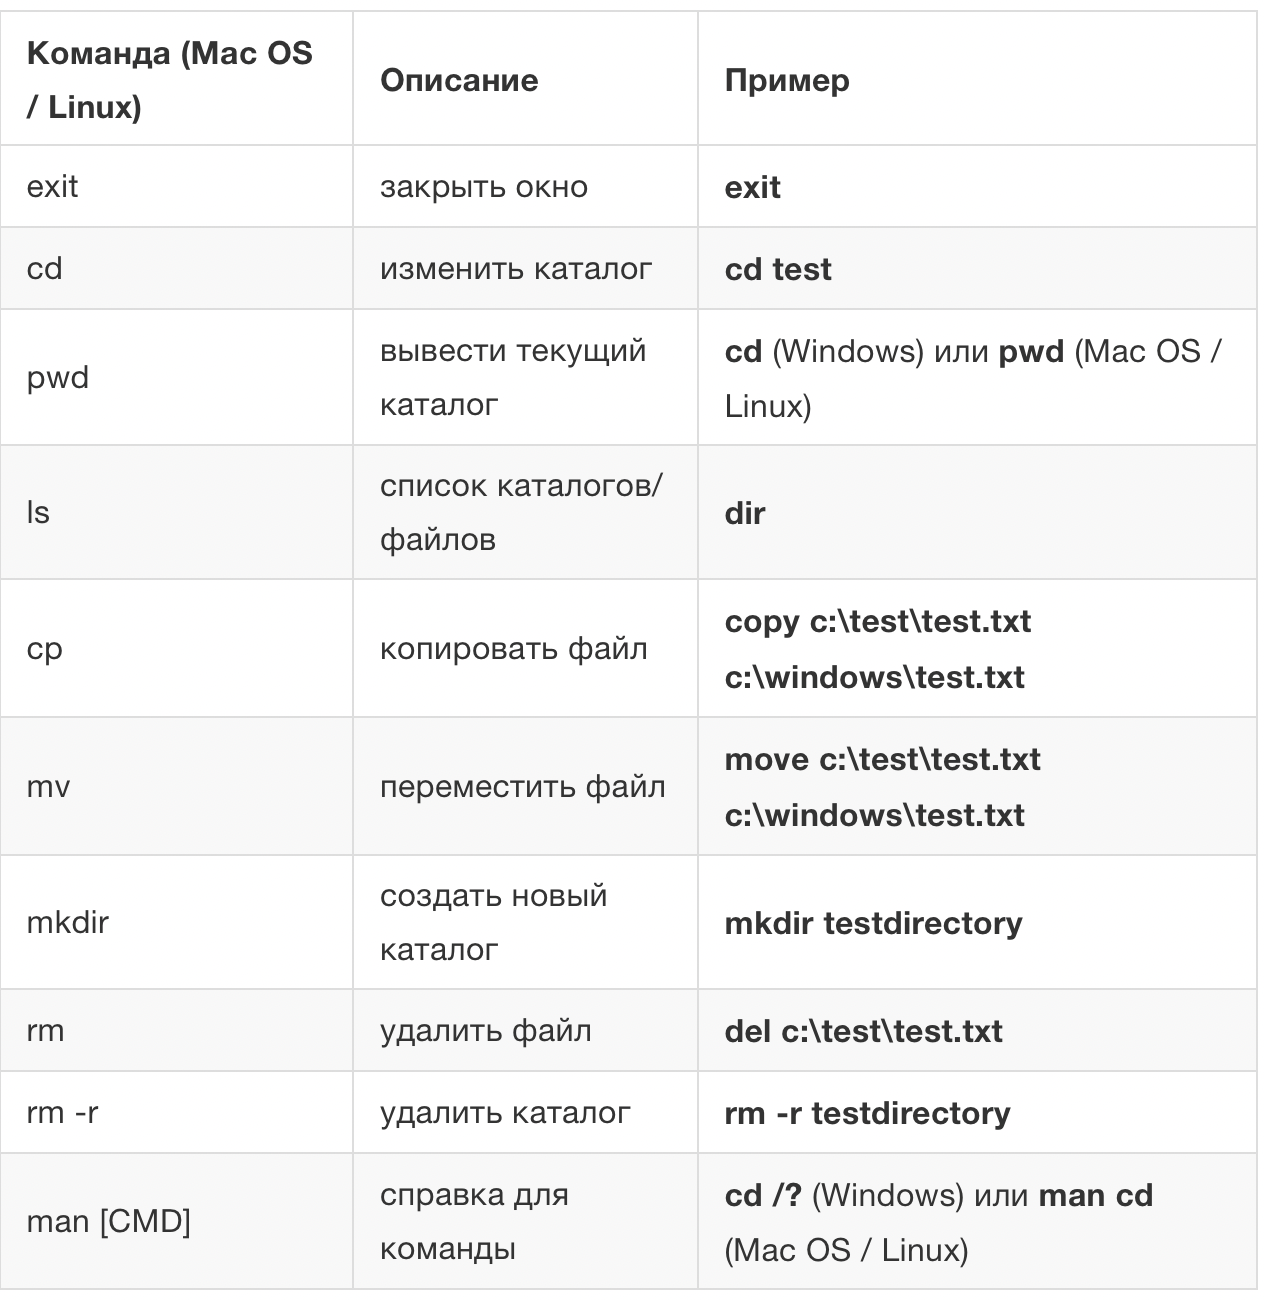 Команда (Mac OS
/ Linux)
Описание
Пример
exit
закрыть окно
exit
cd
изменить каталог
cd test
pwd
вывести текущий
каталог
cd (Windows) или pwd (Mac OS /
Linux)
ls
список каталогов/
файлов
dir
cp
копировать файл
copy c:\test\test.txt
c:\windows\test.txt
mv
переместить файл
move c:\test\test.txt
c:\windows\test.txt
mkdir
создать новый
каталог
mkdir testdirectory
rm
удалить файл
del c:\test\test.txt
rm -r
удалить каталог
rm -r testdirectory
man [CMD]
справка для
команды
cd /? (Windows) или man cd
(Mac OS / Linux)